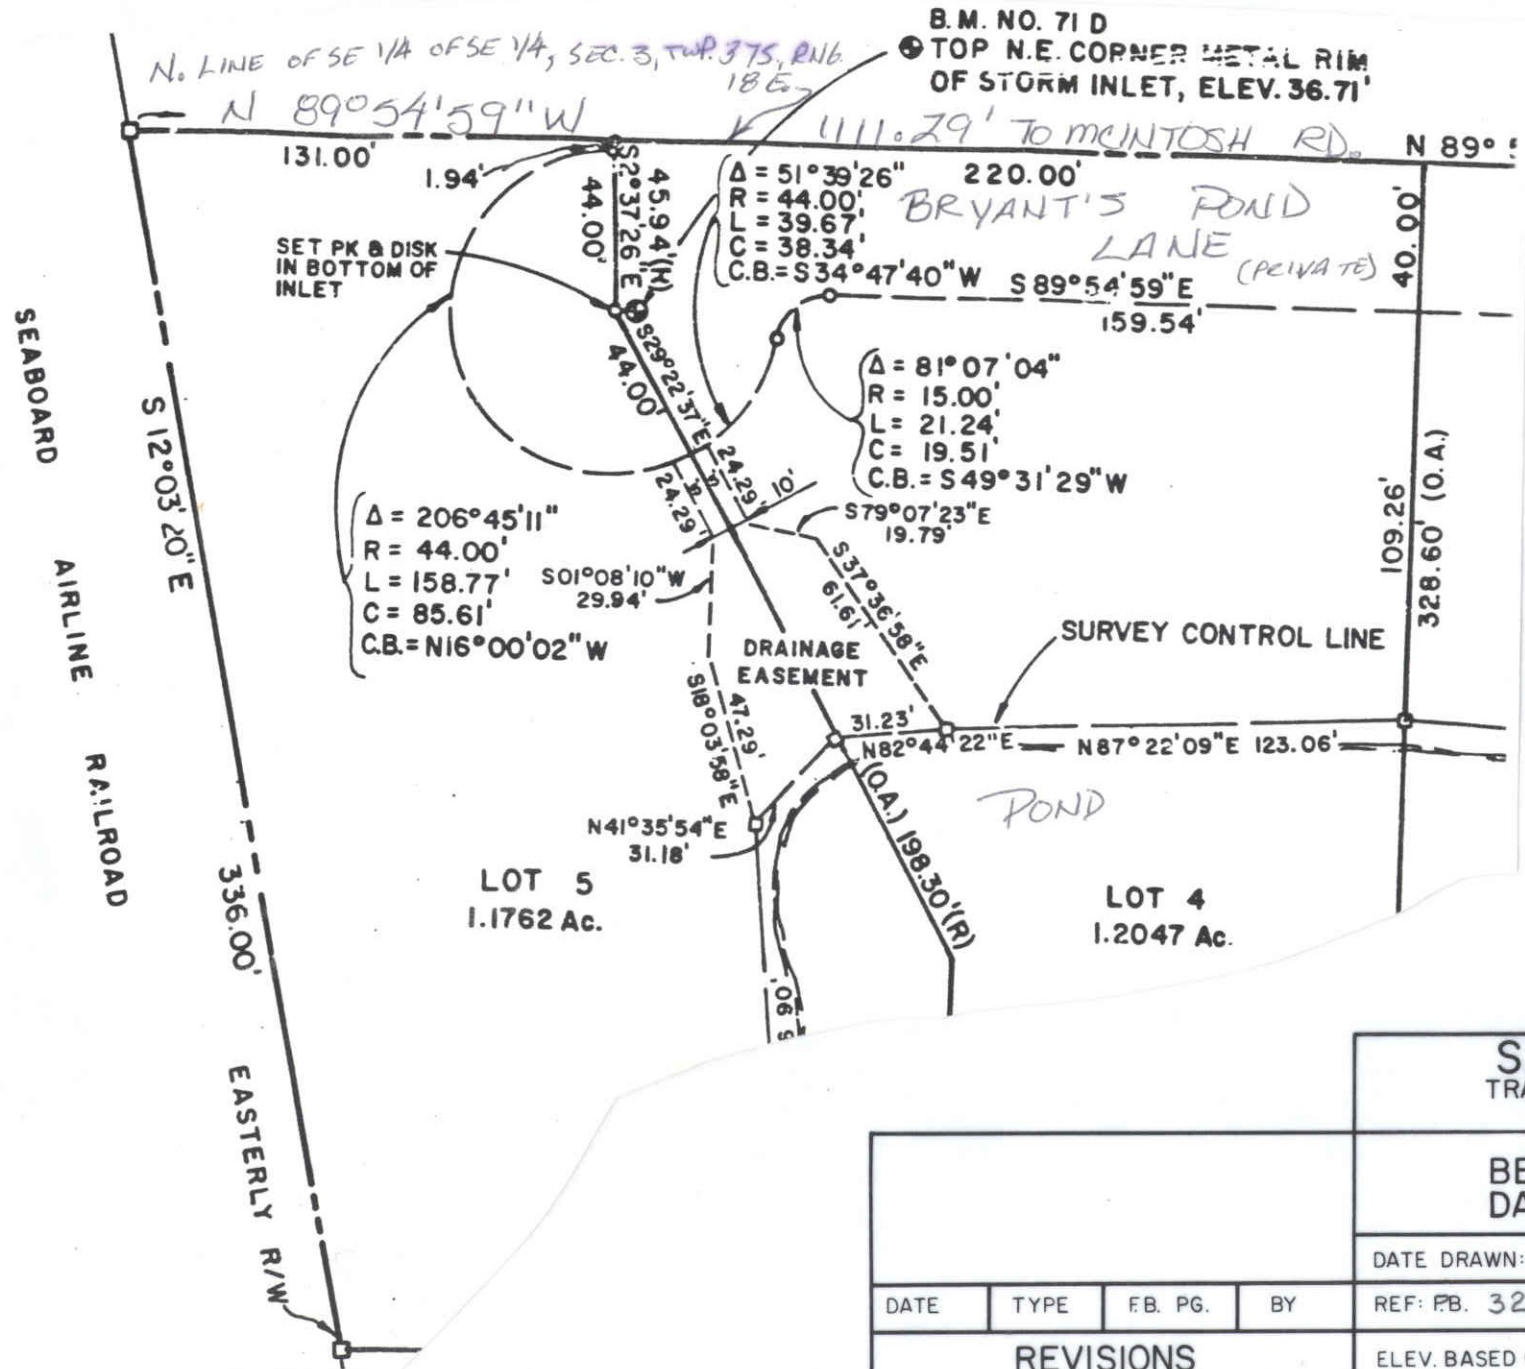 B.M. NO. 71 D
TOP N.E. CORNER METAL RIM
OF STORM INLET, ELEV. 36.71'
N. LINE OF SE 1/4 OF SE 1/4, SEC. 3, TWP. 37S, RNG.
18 E.
N 89°54'59" W
1111.29' TO MCINTOSH RD.
N 89°
131.00'
1.94'
220.00'
S2°37'26"E
45.94'(R)
44.00'
Δ = 51°39'26"
R = 44.00'
L = 39.67'
C = 38.34'
C.B.= S34°47'40"W
BRYANT'S POND
LANE
(PRIVATE)
40.00'
SET PK & DISK
IN BOTTOM OF
INLET
S89°54'59"E
159.54'
S29°22'37"E
44.00'
Δ = 81°07'04"
R = 15.00'
L = 21.24'
C = 19.51'
C.B.= S49°31'29"W
SEABOARD
AIRLINE
RAILROAD
S 12°03'20"E
336.00'
EASTERLY R/W
24.29'
5'
5'
24.29'
10'
S79°07'23"E
19.79'
109.26'
328.60' (O.A.)
Δ = 206°45'11"
R = 44.00'
L = 158.77'
C = 85.61'
C.B.= N16°00'02"W
S01°08'10"W
29.94'
S37°36'58"E
61.61'
SURVEY CONTROL LINE
DRAINAGE
EASEMENT
S18°03'58"E
47.29'
31.23'
N82°44'22"E
N87°22'09"E 123.06'
(O.A.) 198.30'(R)
POND
N41°35'54"E
31.18'
LOT 5
1.1762 Ac.
LOT 4
1.2047 Ac.
90.
S
TRA
BE
DA
DATE DRAWN:
DATE TYPE F.B. PG. BY
REF: P.B. 32
REVISIONS
ELEV. BASED